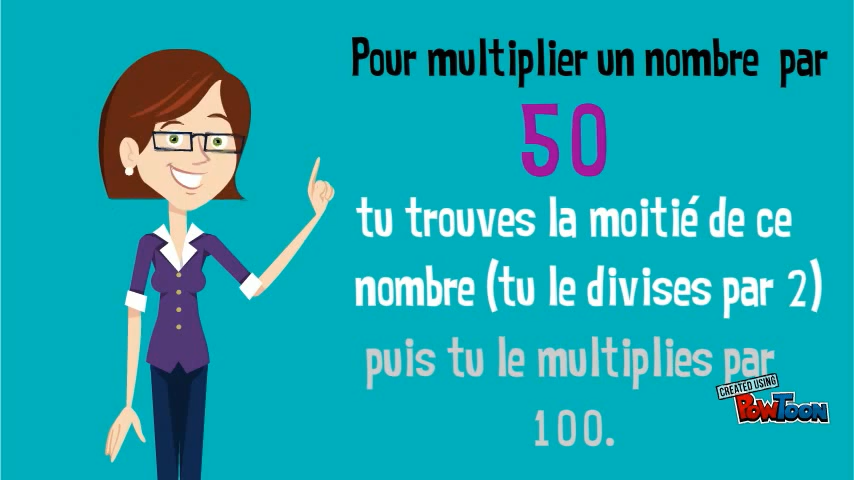 Pour multiplier un nombre par
50
tu trouves la moitié de ce
nombre (tu le divises par 2)
puis tu le multiplies par
100.
CREATED USING
POWTOON